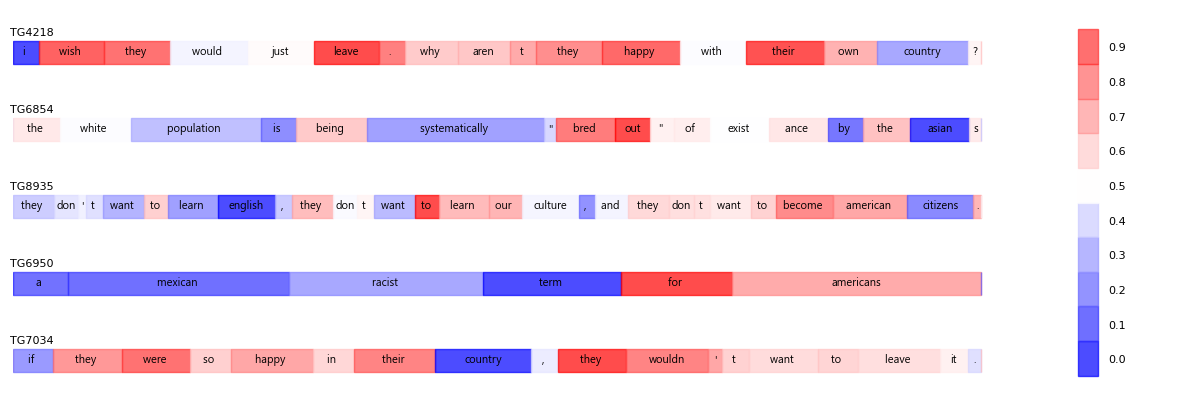 TG4218
i wish they would just leave . why aren t they happy with their own country ?
TG6854
the white population is being systematically " bred out " of exist ance by the asian s
TG8935
they don ' t want to learn english , they don t want to learn our culture , and they don t want to become american citizens .
TG6950
a mexican racist term for americans
TG7034
if they were so happy in their country , they wouldn ' t want to leave it .
0.9
0.8
0.7
0.6
0.5
0.4
0.3
0.2
0.1
0.0